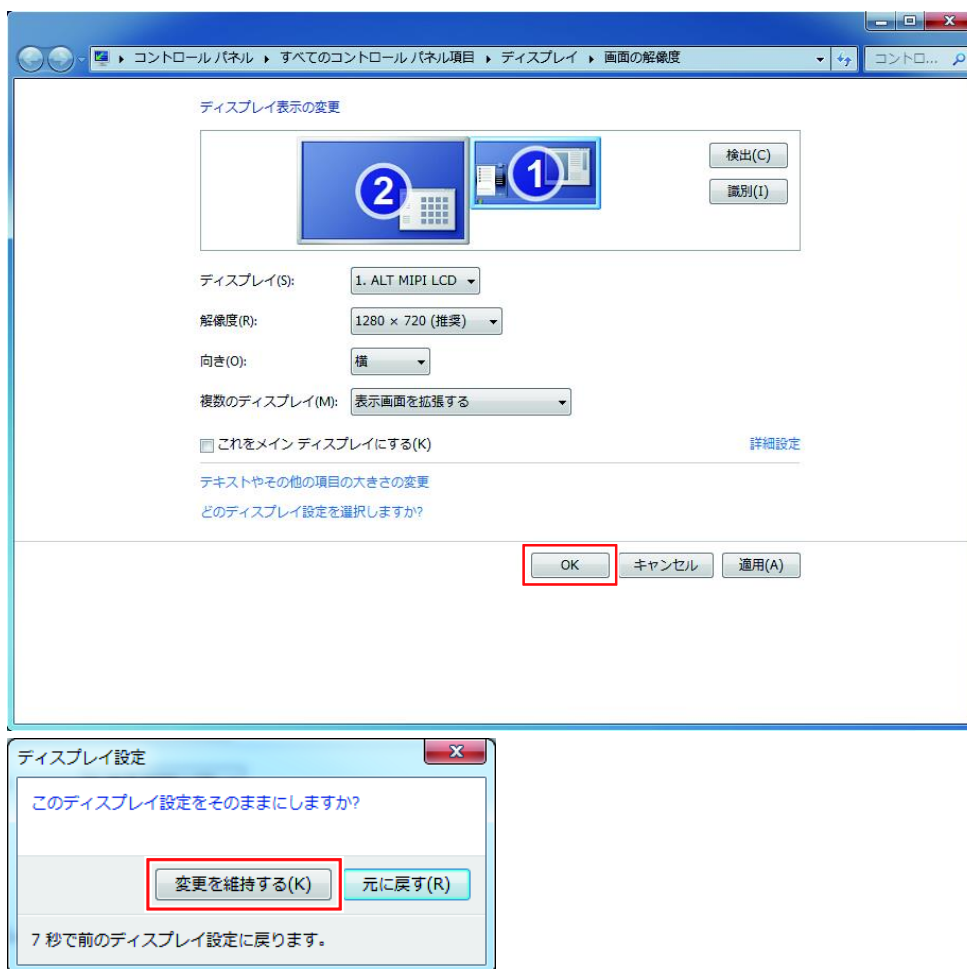 コントロール パネル ▸ すべてのコントロール パネル項目 ▸ ディスプレイ ▸ 画面の解像度
コントロ...
ディスプレイ表示の変更
2
1
検出(C)
識別(I)
ディスプレイ(S): 1. ALT MIPI LCD
解像度(R): 1280 × 720 (推奨)
向き(O): 横
複数のディスプレイ(M): 表示画面を拡張する
これをメイン ディスプレイにする(K) 詳細設定
テキストやその他の項目の大きさの変更
どのディスプレイ設定を選択しますか?
OK キャンセル 適用(A)
ディスプレイ設定
このディスプレイ設定をそのままにしますか?
変更を維持する(K) 元に戻す(R)
7 秒で前のディスプレイ設定に戻ります。